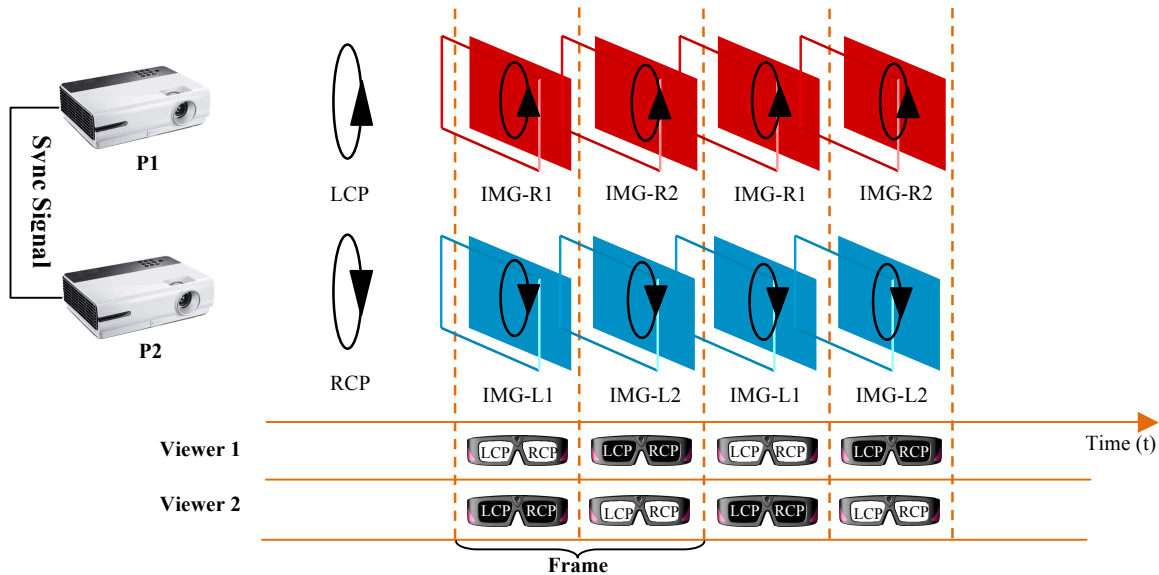 Sync Signal
P1
LCP
IMG-R1
IMG-R2
IMG-R1
IMG-R2
P2
RCP
IMG-L1
IMG-L2
IMG-L1
IMG-L2
Time (t)
Viewer 1
LCP RCP
LCP RCP
LCP RCP
LCP RCP
Viewer 2
LCP RCP
LCP RCP
LCP RCP
LCP RCP
Frame